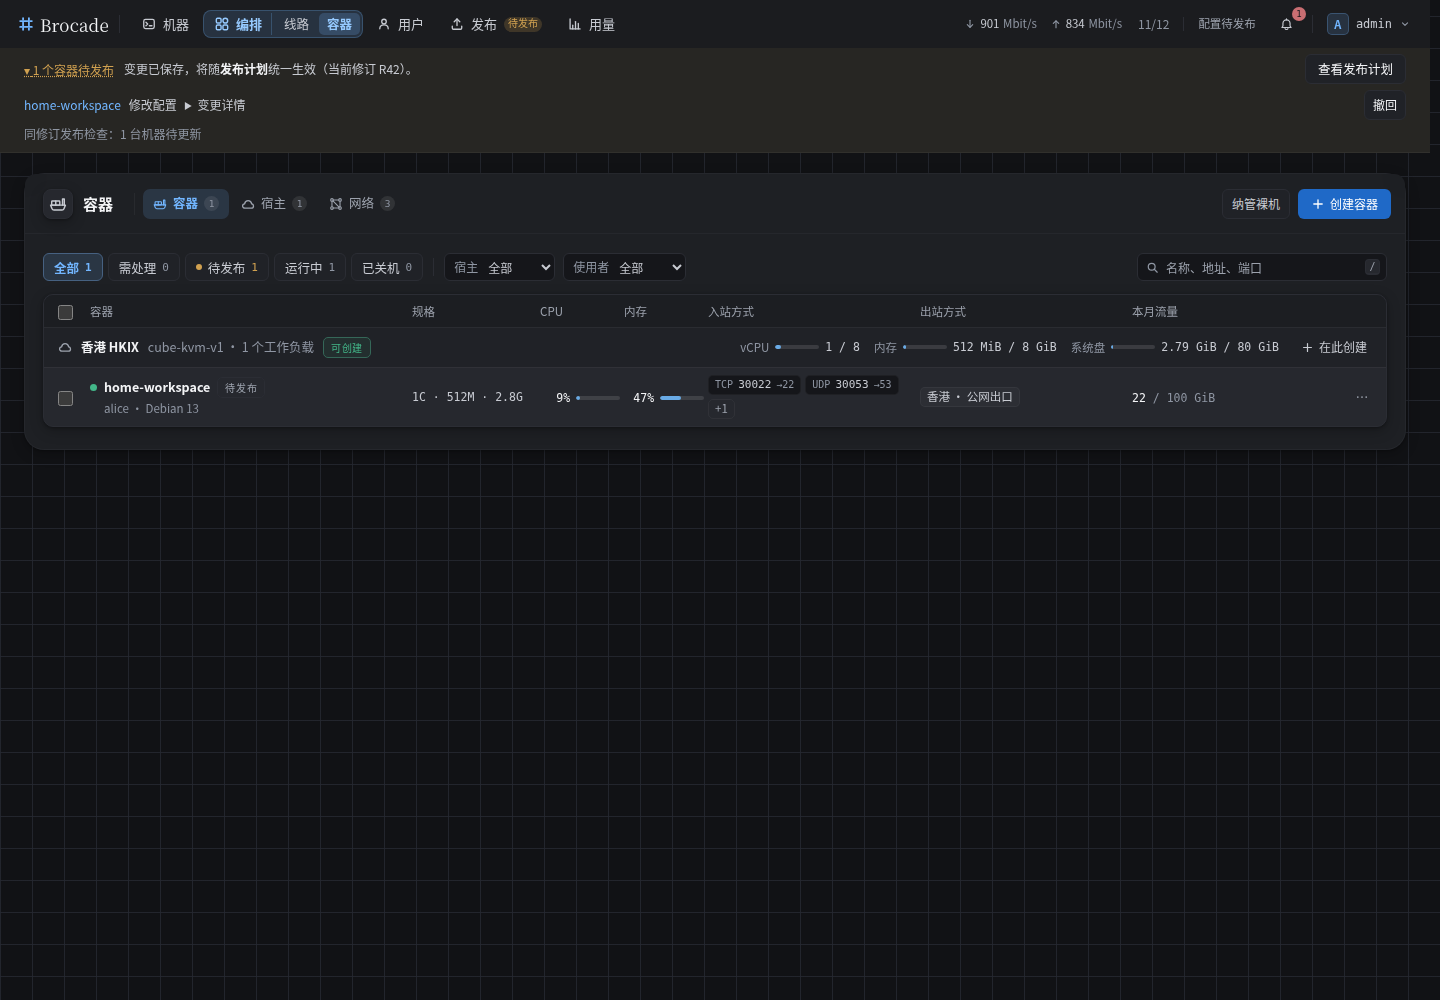 Brocade 机器 编排 线路 容器 用户 发布 待发布 用量 ↓ 901 Mbit/s ↑ 834 Mbit/s 11/12 配置待发布 1 A admin
▾ 1 个容器待发布 变更已保存，将随发布计划统一生效（当前修订 R42）。 查看发布计划
home-workspace 修改配置 ▶ 变更详情 撤回
同修订发布检查：1 台机器待更新
容器 容器 1 宿主 1 网络 3 纳管裸机 + 创建容器
全部 1 需处理 0 待发布 1 运行中 1 已关机 0 宿主 全部 使用者 全部 名称、地址、端口 /
容器 规格 CPU 内存 入站方式 出站方式 本月流量
香港 HKIX cube-kvm-v1 • 1 个工作负载 可创建 vCPU 1 / 8 内存 512 MiB / 8 GiB 系统盘 2.79 GiB / 80 GiB + 在此创建
home-workspace 待发布 1C · 512M · 2.8G 9% 47% TCP 30022 →22 UDP 30053 →53 香港 • 公网出口 22 / 100 GiB ⋯
alice • Debian 13 +1